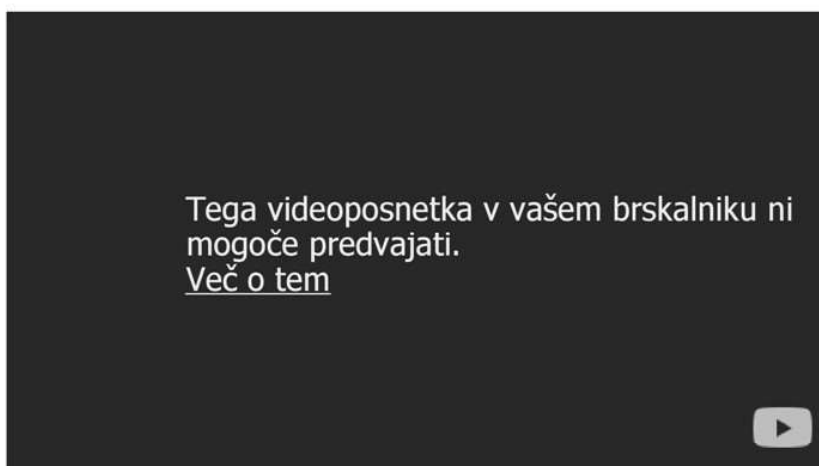 Tega videoposnetka v vašem brskalniku ni
mogoče predvajati.
Več o tem